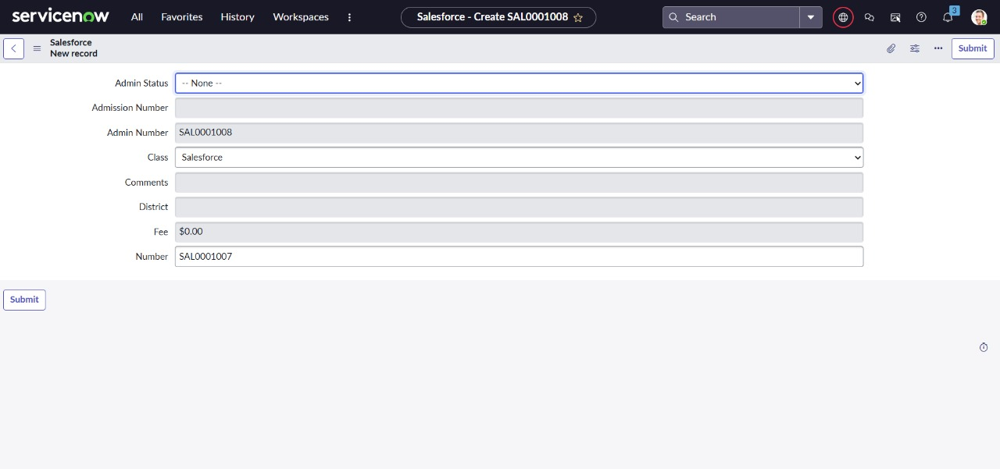 servicenow All Favorites History Workspaces Salesforce - Create SAL0001008 Search 3
Salesforce
New record
Submit
Admin Status -- None --
Admission Number
Admin Number SAL0001008
Class Salesforce
Comments
District
Fee $0.00
Number SAL0001007
Submit